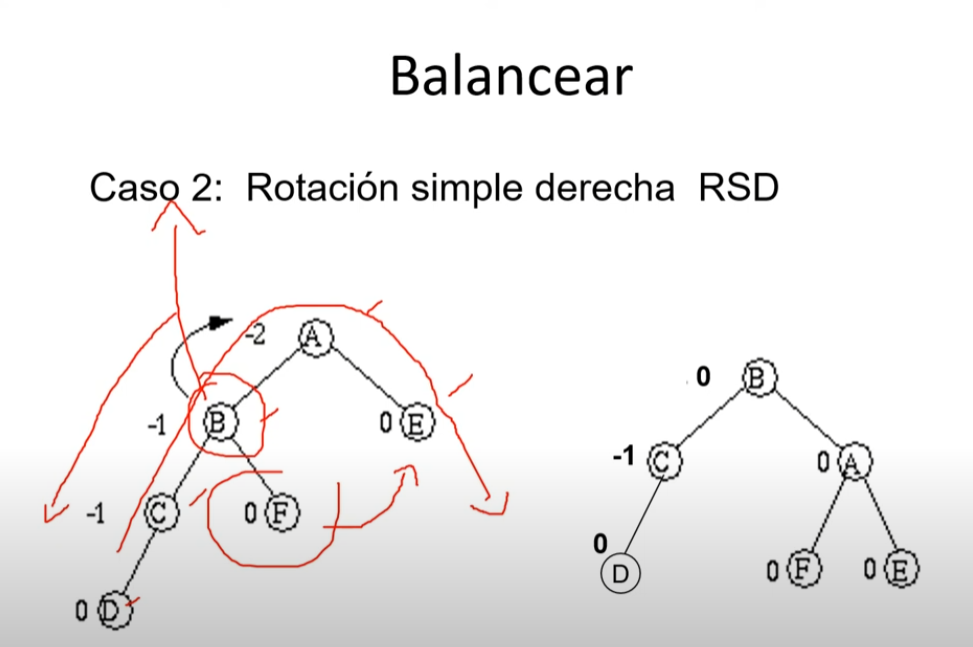 Balancear
Caso 2: Rotación simple derecha RSD
-2 A
0 B
-1 B
0 E
-1 C
0 A
-1 C
0 F
0
D
0 F
0 E
0 D